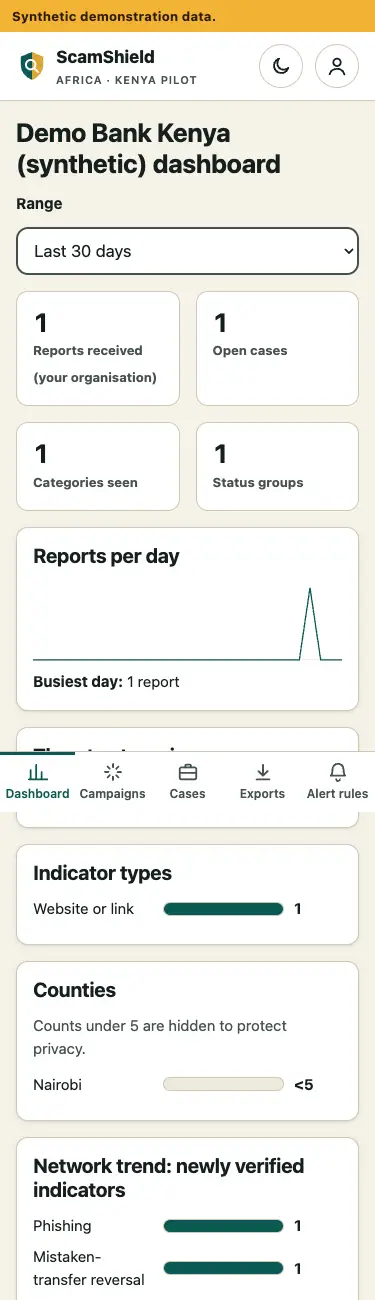 Synthetic demonstration data.
ScamShield
AFRICA · KENYA PILOT
Demo Bank Kenya
(synthetic) dashboard
Range
Last 30 days
1
Reports received
(your organisation)
1
Open cases
1
Categories seen
1
Status groups
Reports per day
Busiest day: 1 report
Dashboard
Campaigns
Cases
Exports
Alert rules
Indicator types
Website or link 1
Counties
Counts under 5 are hidden to protect
privacy.
Nairobi <5
Network trend: newly verified
indicators
Phishing 1
Mistaken-
transfer reversal 1